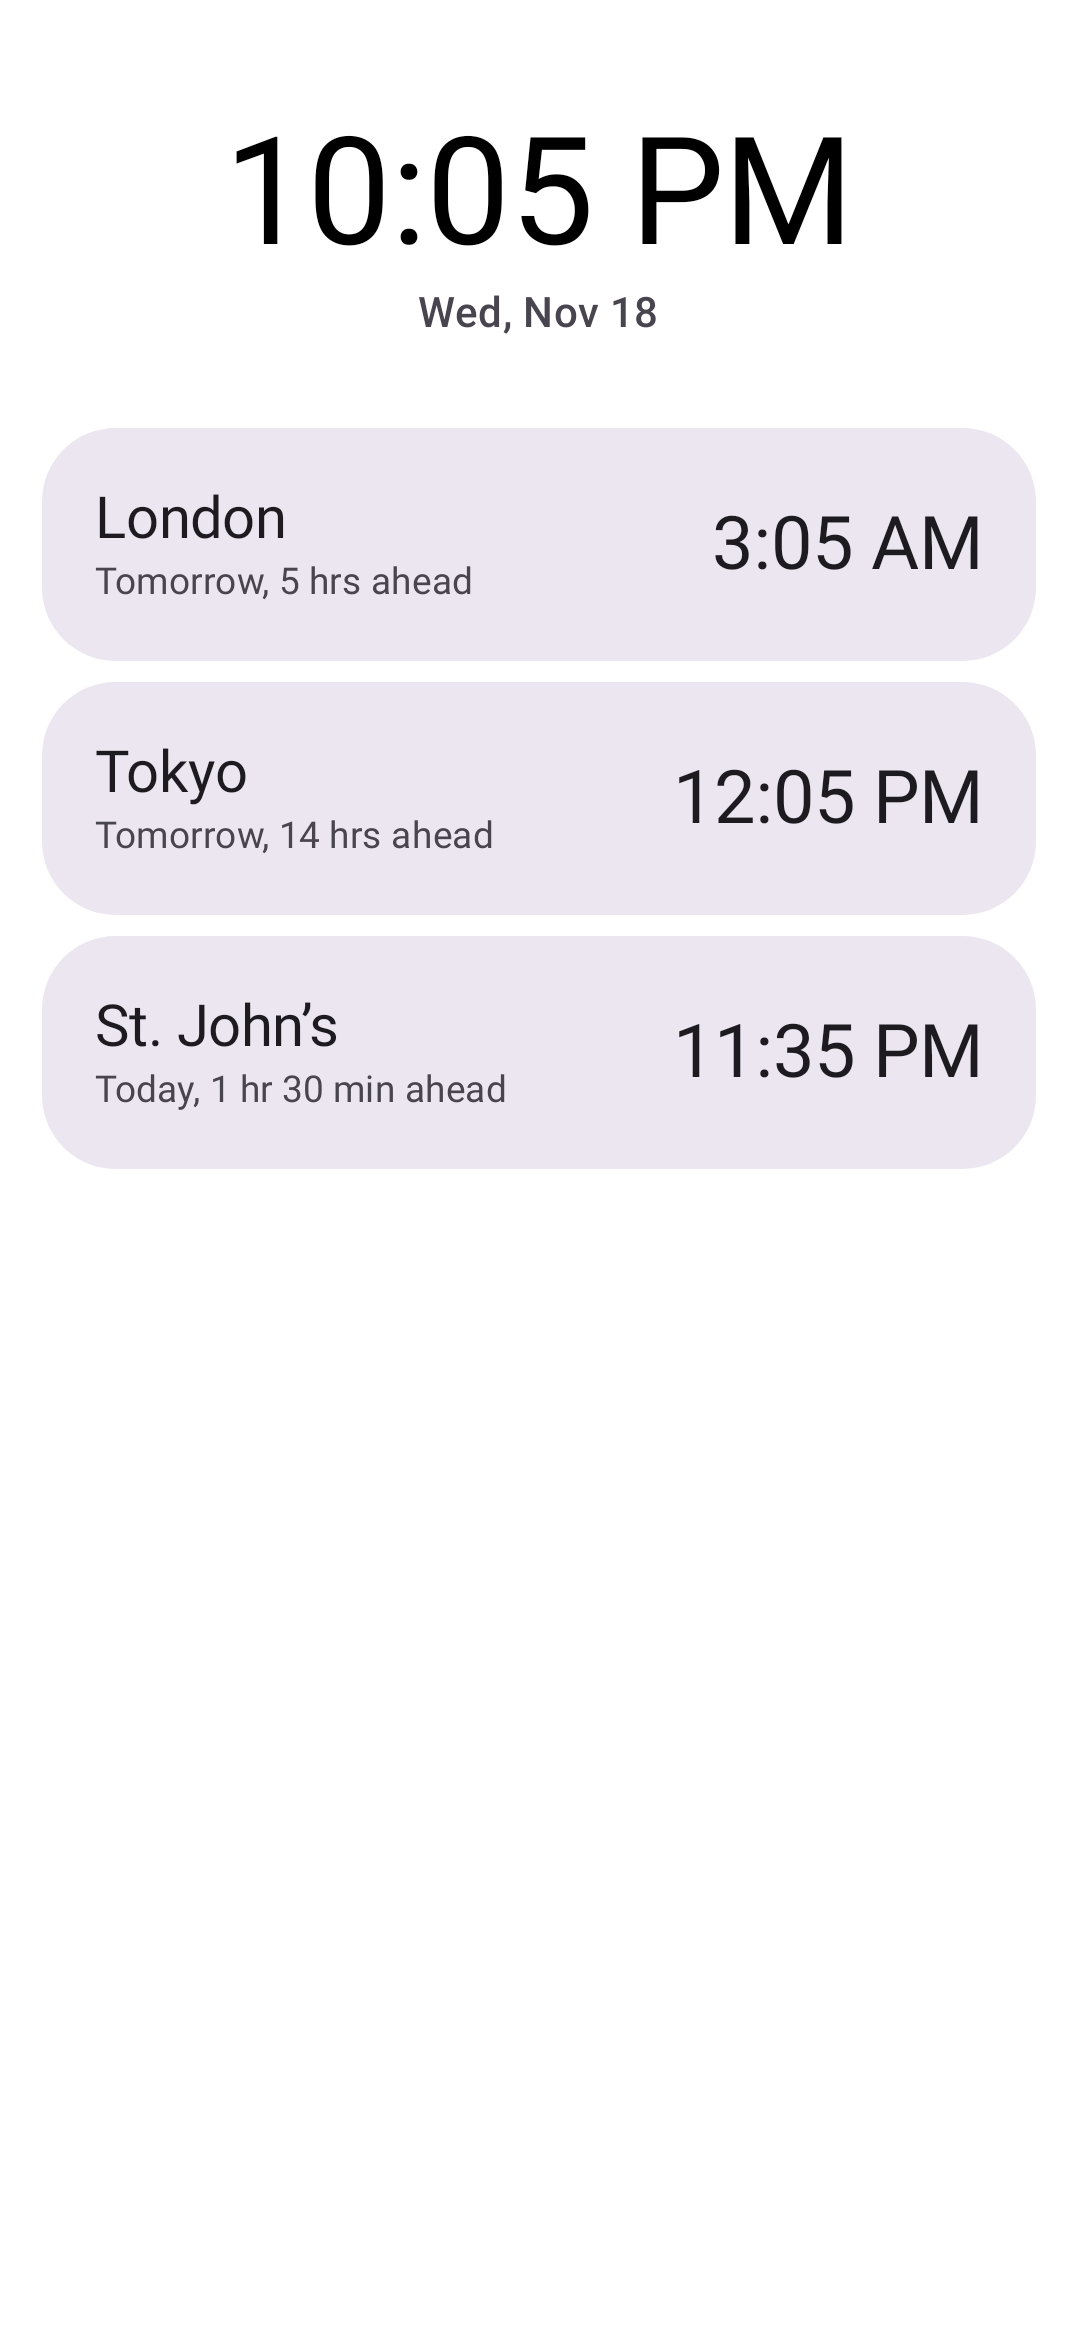 10:05 PM
Wed, Nov 18
London
Tomorrow, 5 hrs ahead
3:05 AM
Tokyo
Tomorrow, 14 hrs ahead
12:05 PM
St. John’s
Today, 1 hr 30 min ahead
11:35 PM